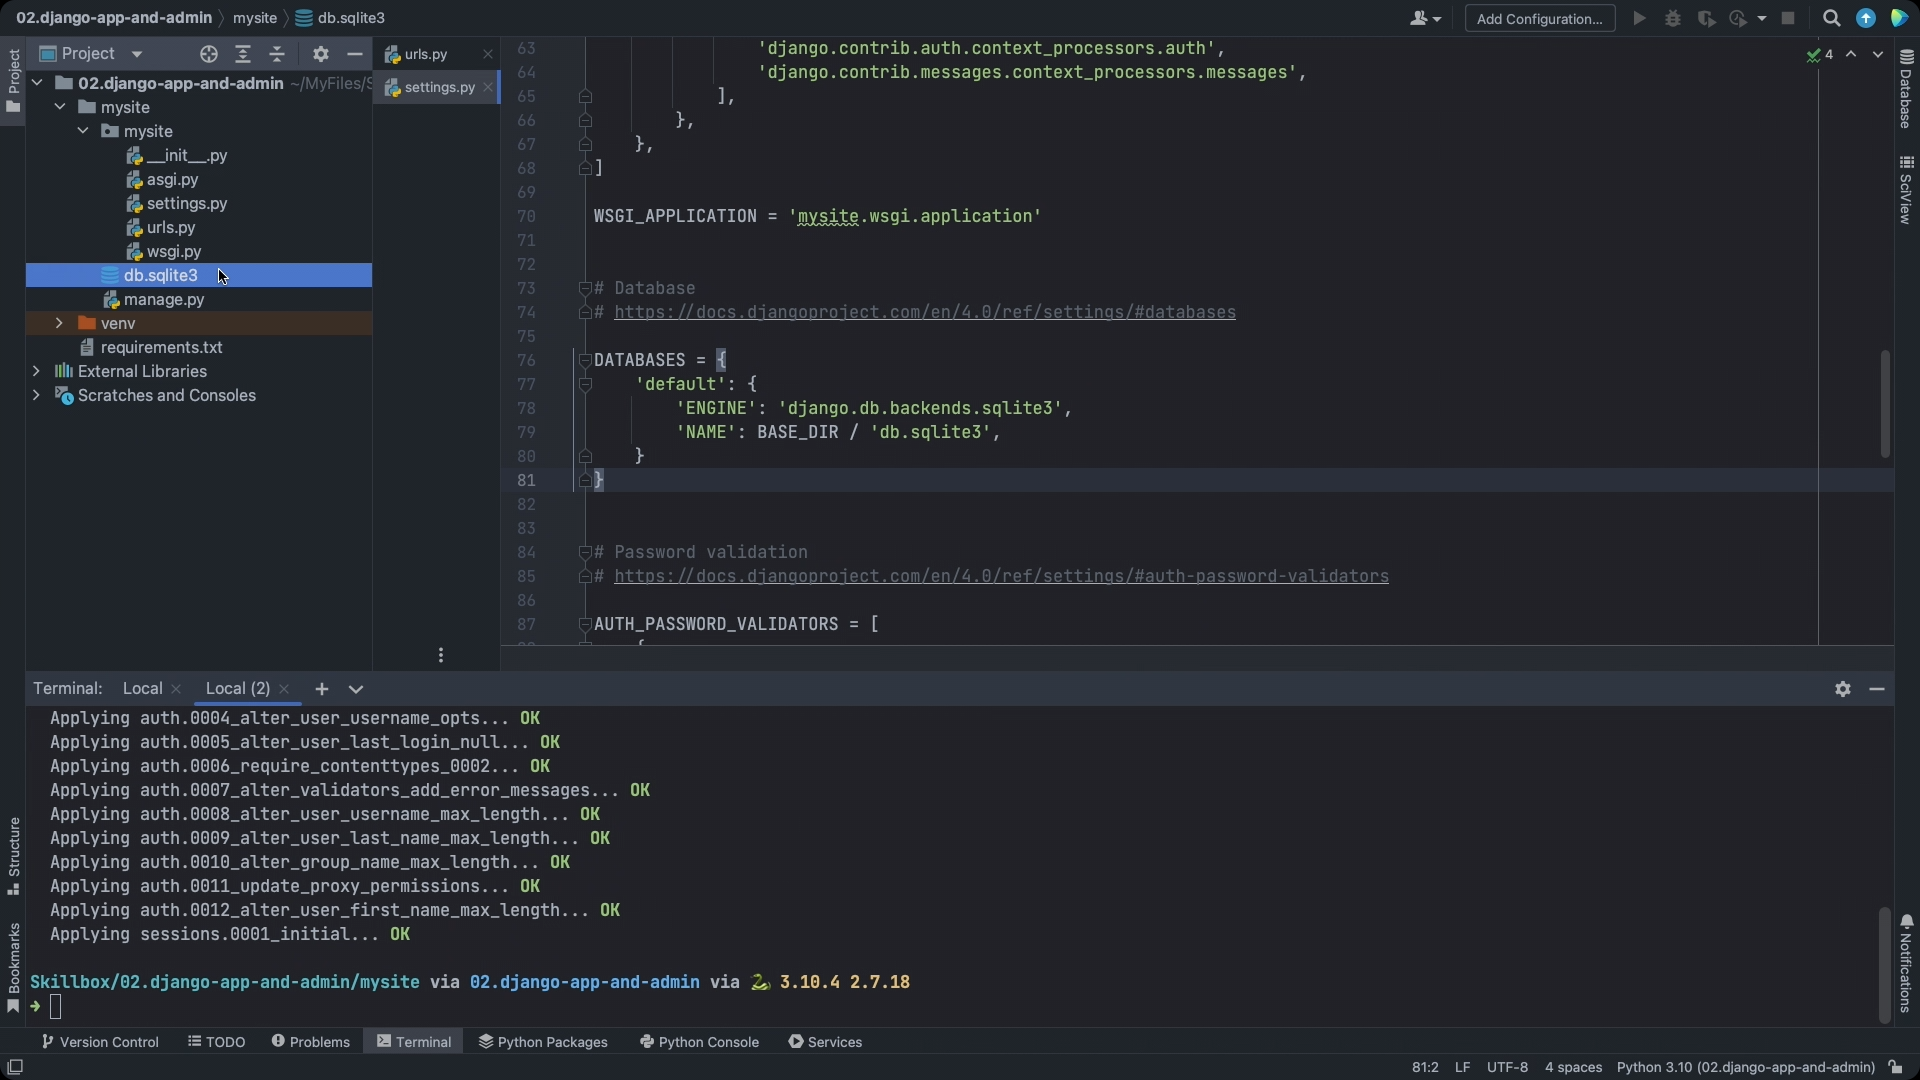 02.django-app-and-admin mysite db.sqlite3
Add Configuration...
Project
Project
02.django-app-and-admin ~/MyFiles/S
mysite
mysite
__init__.py
asgi.py
settings.py
urls.py
wsgi.py
db.sqlite3
manage.py
venv
requirements.txt
External Libraries
Scratches and Consoles
urls.py
settings.py
4
63 'django.contrib.auth.context_processors.auth',
64 'django.contrib.messages.context_processors.messages',
65 ],
66 },
67 },
68 ]
69
70 WSGI_APPLICATION = 'mysite.wsgi.application'
71
72
73 # Database
74 # https://docs.djangoproject.com/en/4.0/ref/settings/#databases
75
76 DATABASES = {
77 'default': {
78 'ENGINE': 'django.db.backends.sqlite3',
79 'NAME': BASE_DIR / 'db.sqlite3',
80 }
81 }
82
83
84 # Password validation
85 # https://docs.djangoproject.com/en/4.0/ref/settings/#auth-password-validators
86
87 AUTH_PASSWORD_VALIDATORS = [
Database
SciView
Notifications
Structure
Bookmarks
Terminal: Local Local (2)
Applying auth.0004_alter_user_username_opts... OK
Applying auth.0005_alter_user_last_login_null... OK
Applying auth.0006_require_contenttypes_0002... OK
Applying auth.0007_alter_validators_add_error_messages... OK
Applying auth.0008_alter_user_username_max_length... OK
Applying auth.0009_alter_user_last_name_max_length... OK
Applying auth.0010_alter_group_name_max_length... OK
Applying auth.0011_update_proxy_permissions... OK
Applying auth.0012_alter_user_first_name_max_length... OK
Applying sessions.0001_initial... OK
Skillbox/02.django-app-and-admin/mysite via 02.django-app-and-admin via 🐍 3.10.4 2.7.18
➜
Version Control TODO Problems Terminal Python Packages Python Console Services
81:2 LF UTF-8 4 spaces Python 3.10 (02.django-app-and-admin)